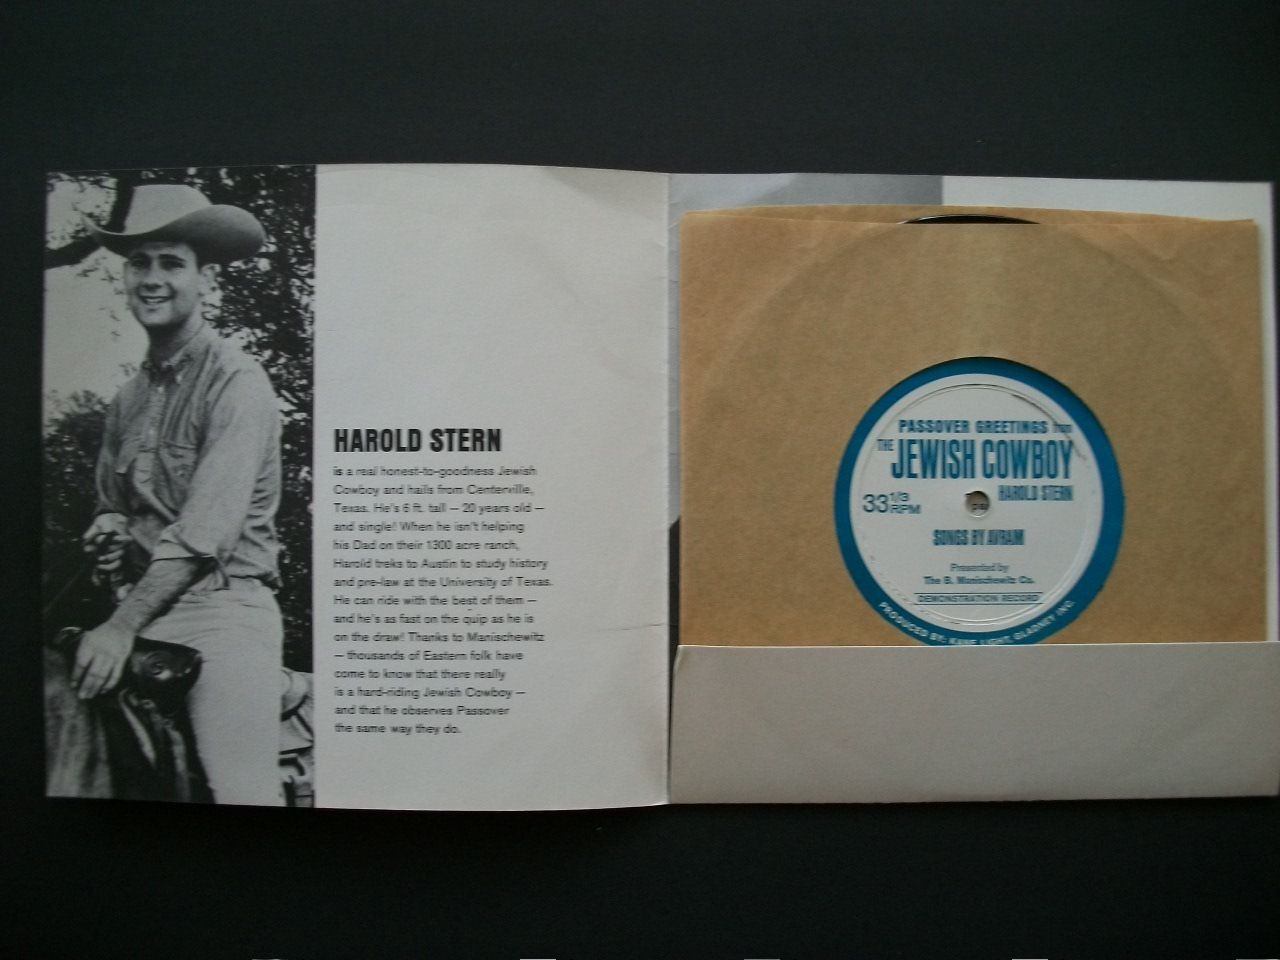 HAROLD STERN
is a real honest-to-goodness Jewish
Cowboy and hails from Centerville,
Texas. He's 6 ft. tall — 20 years old —
and single! When he isn't helping
his Dad on their 1300 acre ranch,
Harold treks to Austin to study history
and pre-law at the University of Texas.
He can ride with the best of them —
and he's as fast on the quip as he is
on the draw! Thanks to Manischewitz
— thousands of Eastern folk have
come to know that there really
is a hard-riding Jewish Cowboy —
and that he observes Passover
the same way they do.
PASSOVER GREETINGS from
THE JEWISH COWBOY
HAROLD STERN
33 1/3
RPM
SONGS BY AVRAM
Presented by
The B. Manischewitz Co.
DEMONSTRATION RECORD
PRODUCED BY: KANE LIGHT, GLADNEY INC.